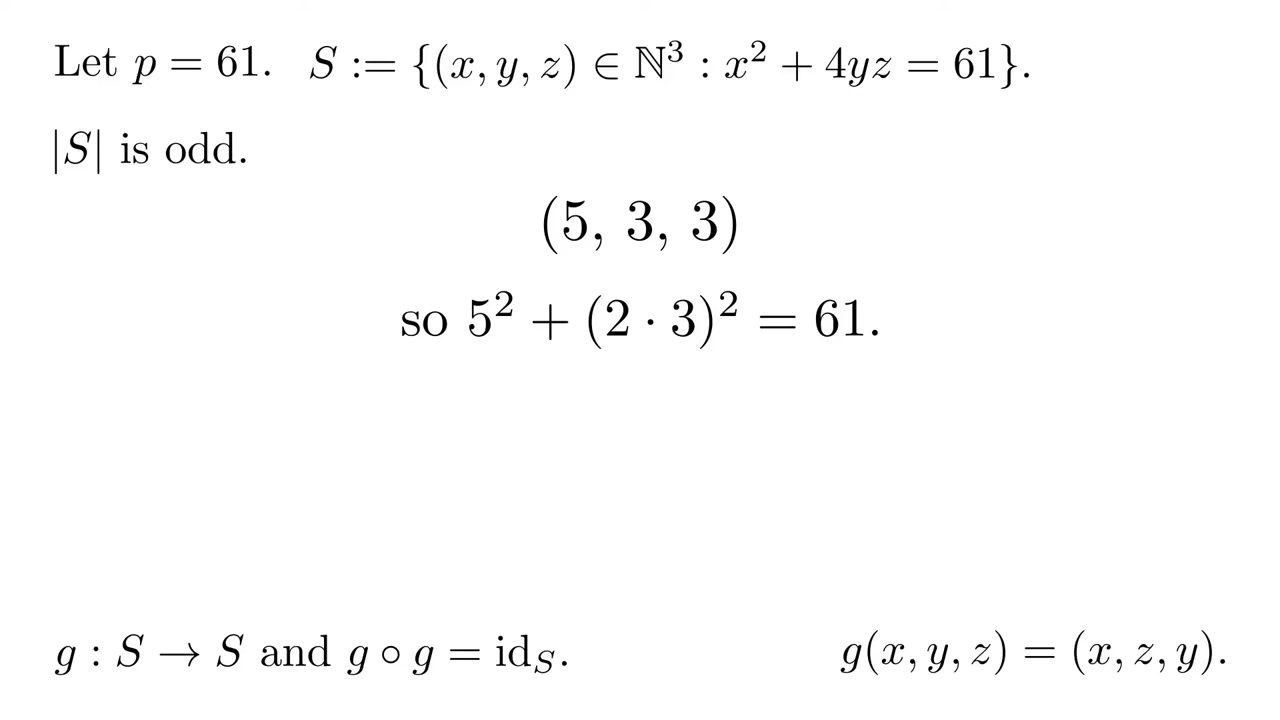 Let p = 61. S := {(x, y, z) ∈ ℕ³ : x² + 4yz = 61}.
|S| is odd.
(5, 3, 3)
so 5² + (2 · 3)² = 61.
g : S → S and g ∘ g = id_S. g(x, y, z) = (x, z, y).